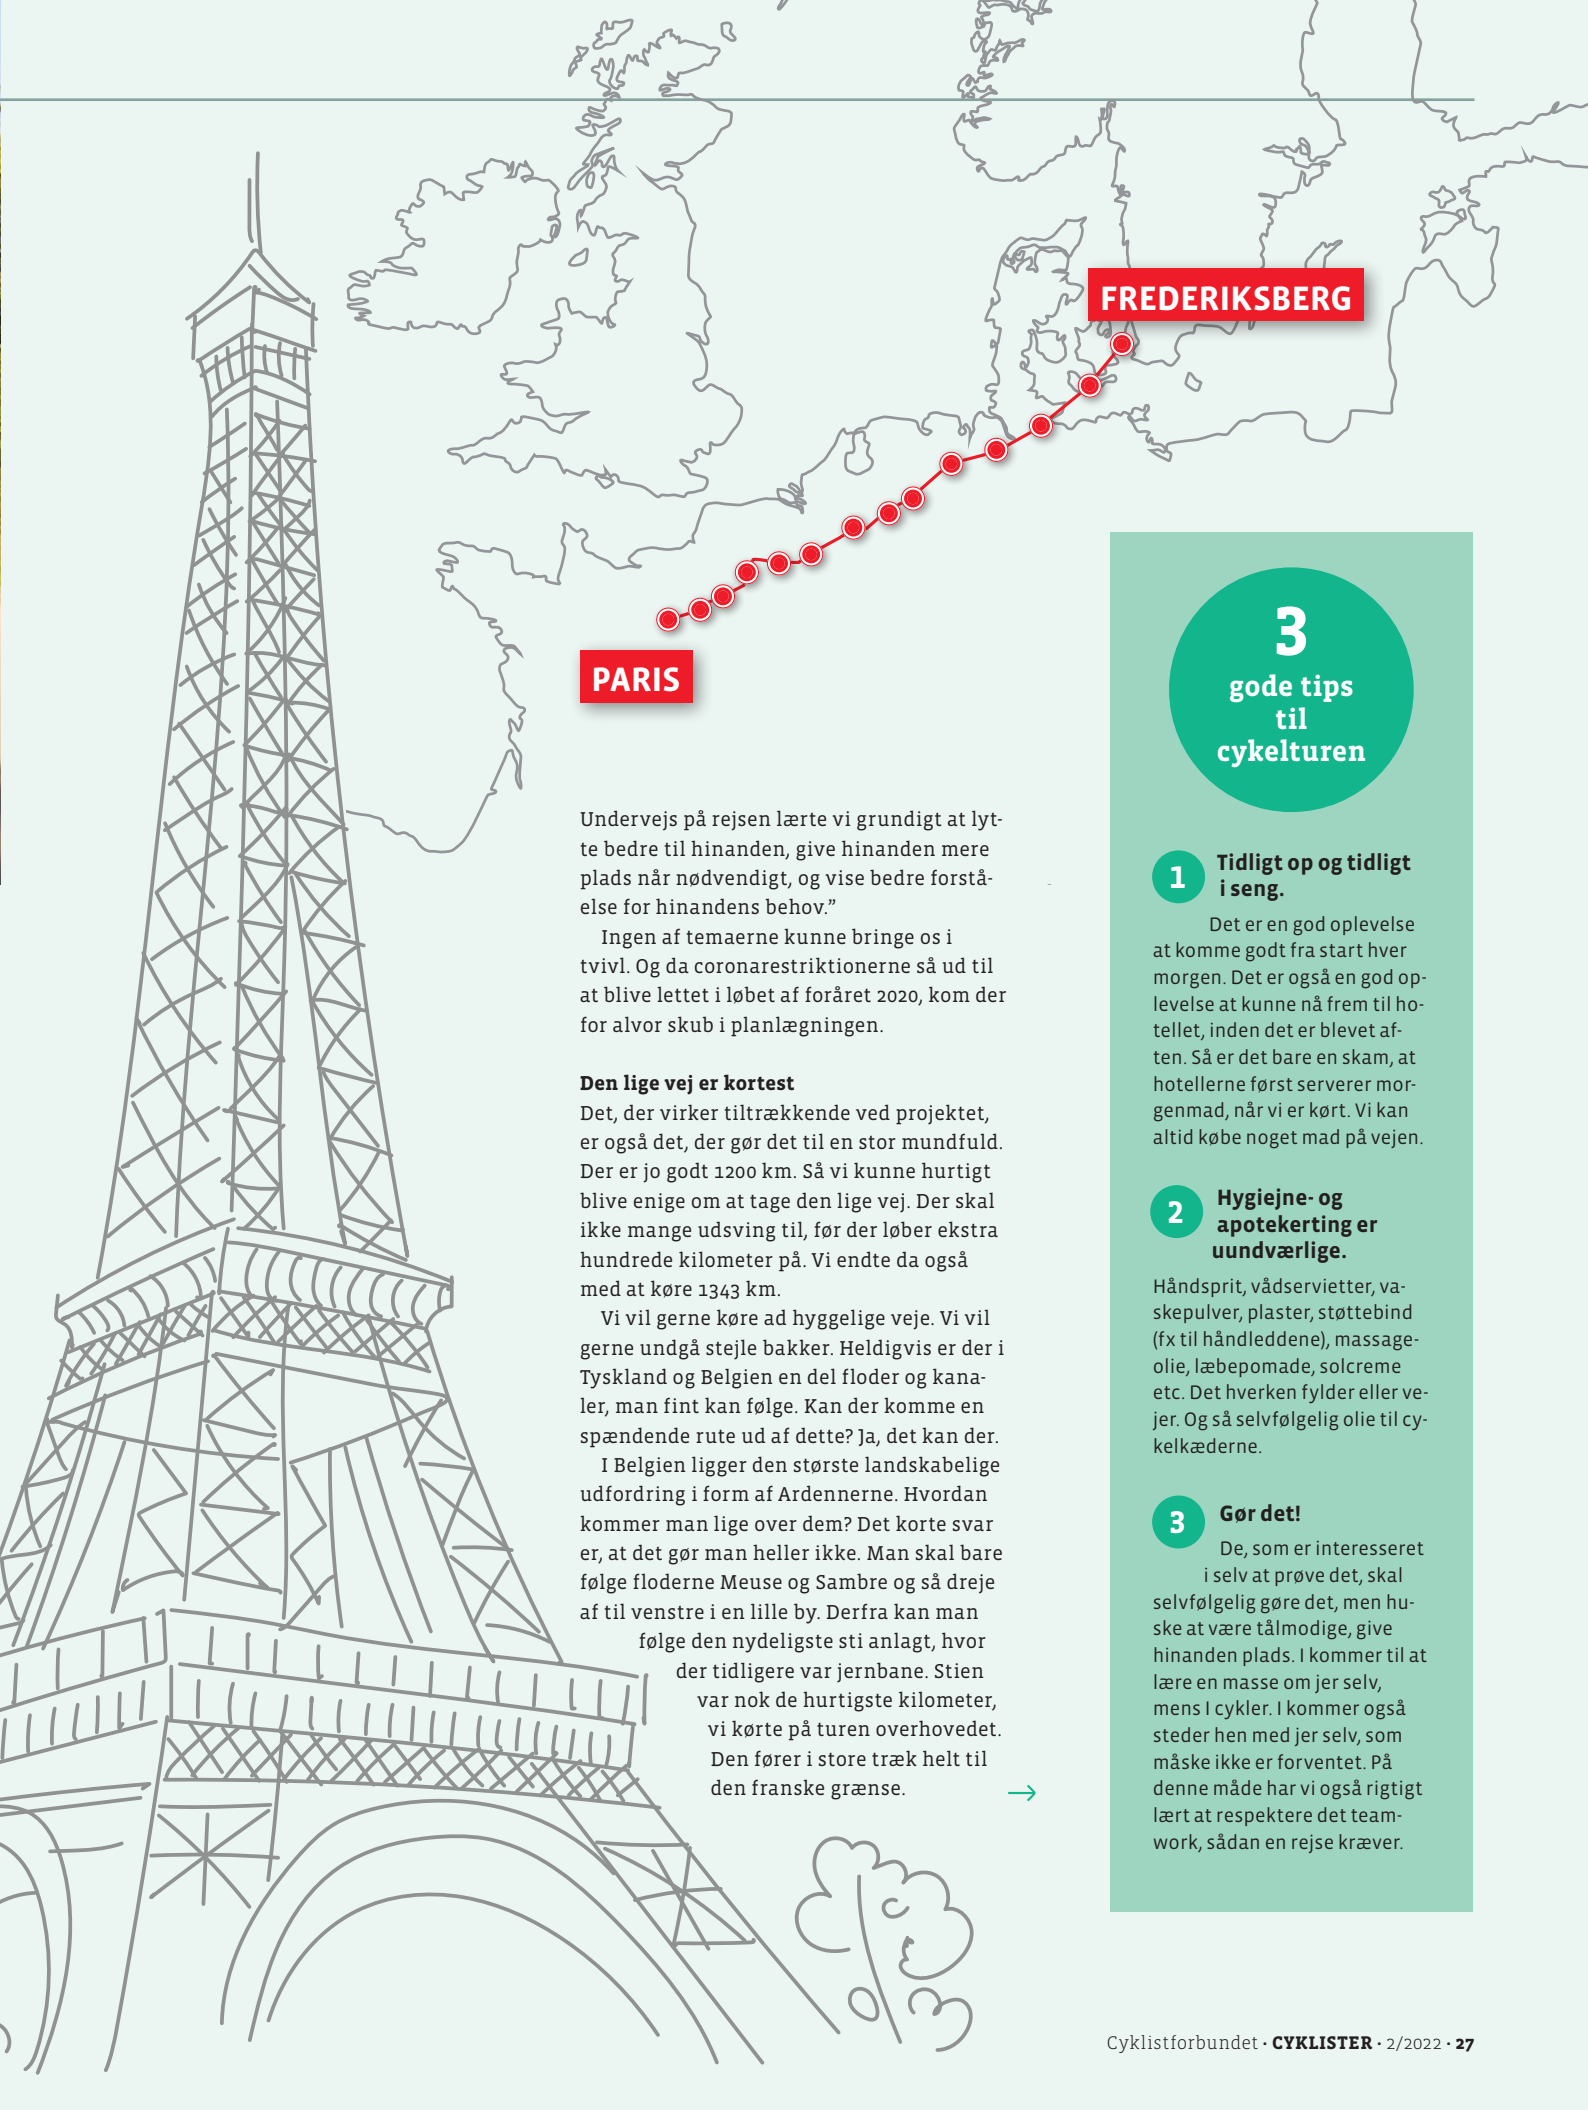 FREDERIKSBERG
PARIS
Undervejs på rejsen lærte vi grundigt at lyt-
te bedre til hinanden, give hinanden mere
plads når nødvendigt, og vise bedre forstå-
else for hinandens behov.”
Ingen af temaerne kunne bringe os i
tvivl. Og da coronarestriktionerne så ud til
at blive lettet i løbet af foråret 2020, kom der
for alvor skub i planlægningen.
Den lige vej er kortest
Det, der virker tiltrækkende ved projektet,
er også det, der gør det til en stor mundfuld.
Der er jo godt 1200 km. Så vi kunne hurtigt
blive enige om at tage den lige vej. Der skal
ikke mange udsving til, før der løber ekstra
hundrede kilometer på. Vi endte da også
med at køre 1343 km.
Vi vil gerne køre ad hyggelige veje. Vi vil
gerne undgå stejle bakker. Heldigvis er der i
Tyskland og Belgien en del floder og kana-
ler, man fint kan følge. Kan der komme en
spændende rute ud af dette? Ja, det kan der.
I Belgien ligger den største landskabelige
udfordring i form af Ardennerne. Hvordan
kommer man lige over dem? Det korte svar
er, at det gør man heller ikke. Man skal bare
følge floderne Meuse og Sambre og så dreje
af til venstre i en lille by. Derfra kan man
følge den nydeligste sti anlagt, hvor
der tidligere var jernbane. Stien
var nok de hurtigste kilometer,
vi kørte på turen overhovedet.
Den fører i store træk helt til
den franske grænse. →
3
gode tips
til
cykelturen
1 Tidligt op og tidligt
i seng.
Det er en god oplevelse
at komme godt fra start hver
morgen. Det er også en god op-
levelse at kunne nå frem til ho-
tellet, inden det er blevet af-
ten. Så er det bare en skam, at
hotellerne først serverer mor-
genmad, når vi er kørt. Vi kan
altid købe noget mad på vejen.
2 Hygiejne- og
apotekerting er
uundværlige.
Håndsprit, vådservietter, va-
skepulver, plaster, støttebind
(fx til håndleddene), massage-
olie, læbepomade, solcreme
etc. Det hverken fylder eller ve-
jer. Og så selvfølgelig olie til cy-
kelkæderne.
3 Gør det!
De, som er interesseret
i selv at prøve det, skal
selvfølgelig gøre det, men hu-
ske at være tålmodige, give
hinanden plads. I kommer til at
lære en masse om jer selv,
mens I cykler. I kommer også
steder hen med jer selv, som
måske ikke er forventet. På
denne måde har vi også rigtigt
lært at respektere det team-
work, sådan en rejse kræver.
Cyklistforbundet · CYKLISTER · 2/2022 · 27